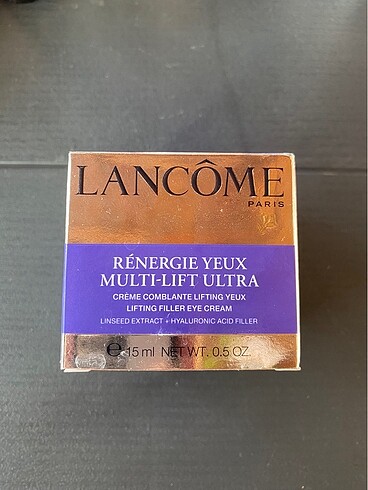 LANCÔME
PARIS
RÉNERGIE YEUX
MULTI-LIFT ULTRA
CRÈME COMBLANTE LIFTING YEUX
LIFTING FILLER EYE CREAM
LINSEED EXTRACT + HYALURONIC ACID FILLER
℮ 15 ml NET WT. 0.5 OZ.